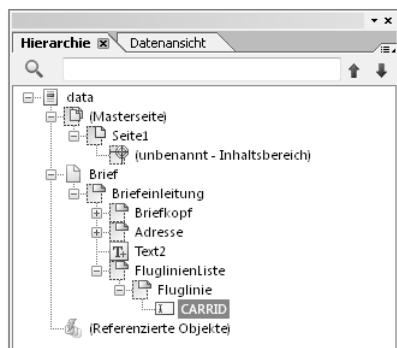 Hierarchie Datenansicht
data
(Masterseite)
Seite1
(unbenannt - Inhaltsbereich)
Brief
Briefeinleitung
Briefkopf
Adresse
Text2
FluglinienListe
Fluglinie
CARRID
(Referenzierte Objekte)